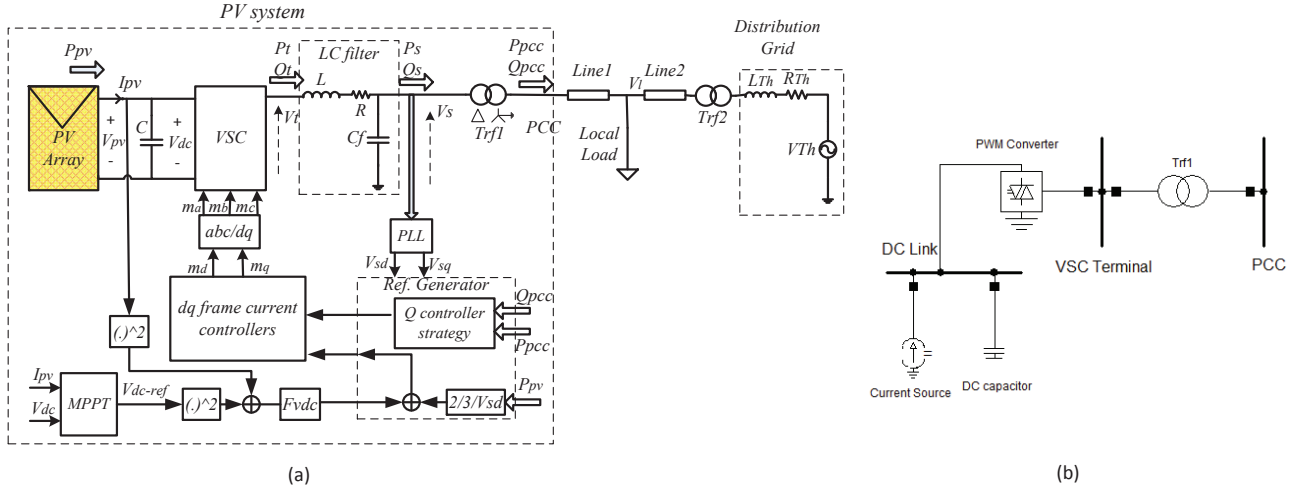 PV system
Ppv
Ipv
PV
Array
+
Vpv
-
C
+
Vdc
-
VSC
Pt
Qt
Vt
LC filter
L
R
Cf
Ps
Qs
Vs
Trf1
Ppcc
Qpcc
PCC
Line1
Vl
Line2
Local
Load
Trf2
Distribution
Grid
LTh
RTh
VTh
ma
mb
mc
abc/dq
md
mq
PLL
Vsd
Vsq
Ref. Generator
dq frame current
controllers
Q controller
strategy
Qpcc
Ppcc
(.)^2
Ipv
Vdc
MPPT
Vdc-ref
(.)^2
Fvdc
2/3/Vsd
Ppv
(a)
PWM Converter
Trf1
DC Link
VSC Terminal
PCC
Current Source
DC capacitor
(b)